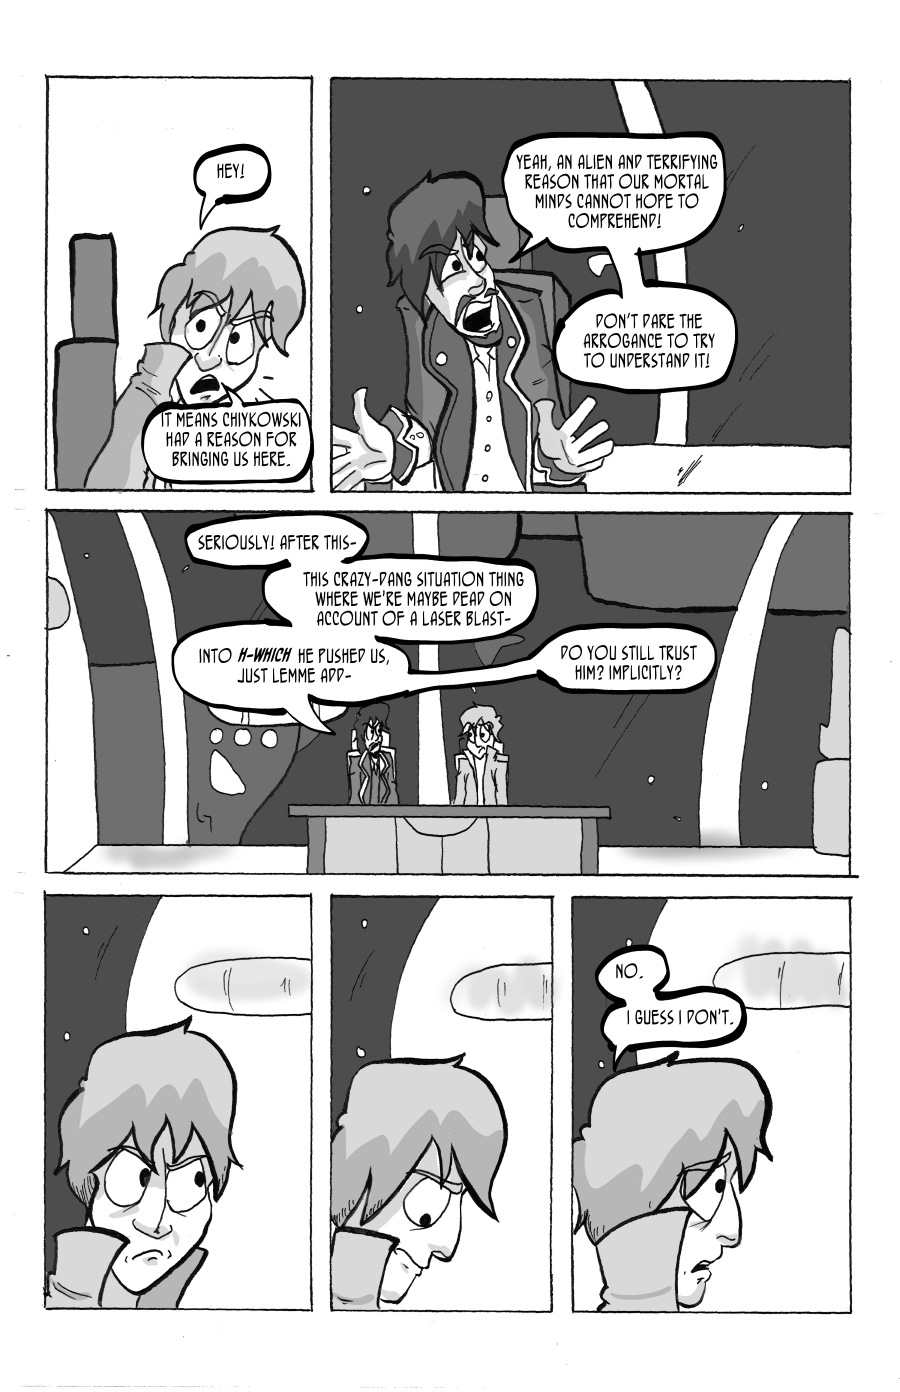 HEY!
IT MEANS CHIYKOWSKI
HAD A REASON FOR
BRINGING US HERE.
YEAH, AN ALIEN AND TERRIFYING
REASON THAT OUR MORTAL
MINDS CANNOT HOPE TO
COMPREHEND!
DON'T DARE THE
ARROGANCE TO TRY
TO UNDERSTAND IT!
SERIOUSLY! AFTER THIS-
THIS CRAZY-DANG SITUATION THING
WHERE WE'RE MAYBE DEAD ON
ACCOUNT OF A LASER BLAST-
INTO H-WHICH HE PUSHED US,
JUST LEMME ADD-
DO YOU STILL TRUST
HIM? IMPLICITLY?
NO.
I GUESS I DON'T.